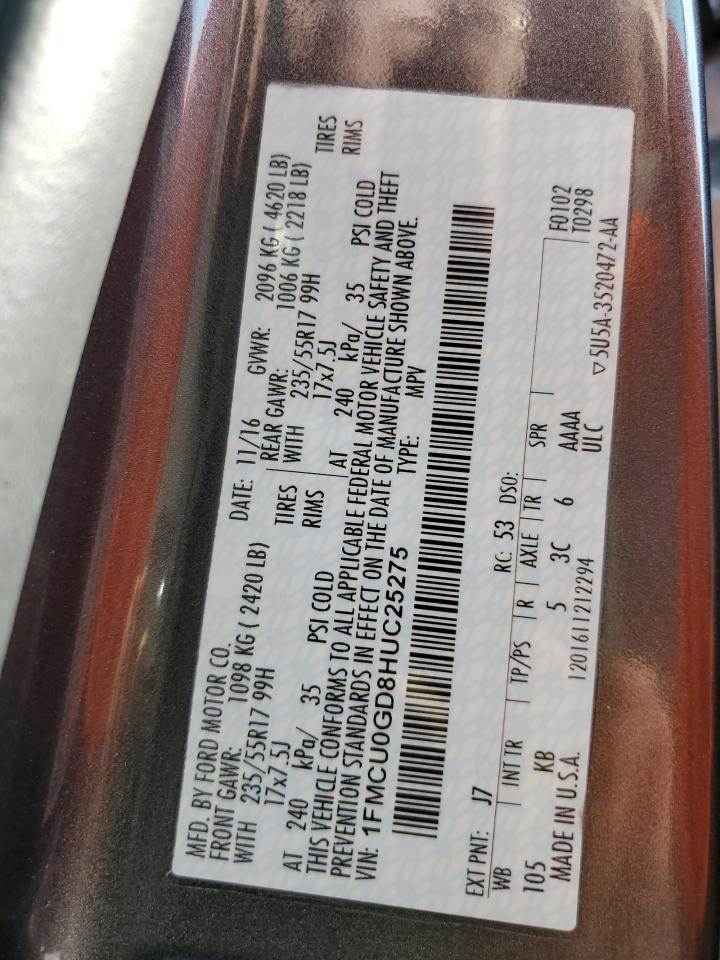 MFD. BY FORD MOTOR CO.
DATE: 11/16 GVWR: 2096 KG ( 4620 LB)
FRONT GAWR: 1098 KG ( 2420 LB)
REAR GAWR: 1006 KG ( 2218 LB)
WITH 235/55R17 99H TIRES
WITH 235/55R17 99H TIRES
17x7.5J RIMS
17x7.5J RIMS
AT 240 kPa/ 35 PSI COLD
AT 240 kPa/ 35 PSI COLD
THIS VEHICLE CONFORMS TO ALL APPLICABLE FEDERAL MOTOR VEHICLE SAFETY AND THEFT
PREVENTION STANDARDS IN EFFECT ON THE DATE OF MANUFACTURE SHOWN ABOVE.
VIN: 1FMCU0GD8HUC25275 TYPE: MPV
EXT PNT: J7 RC: 53 DSO:
WB INT TR TP/PS R AXLE TR SPR F0102
105 KB 5 3C 6 AAAA T0298
MADE IN U.S.A. 1201611212294 ULC ▽5U5A-3520472-AA